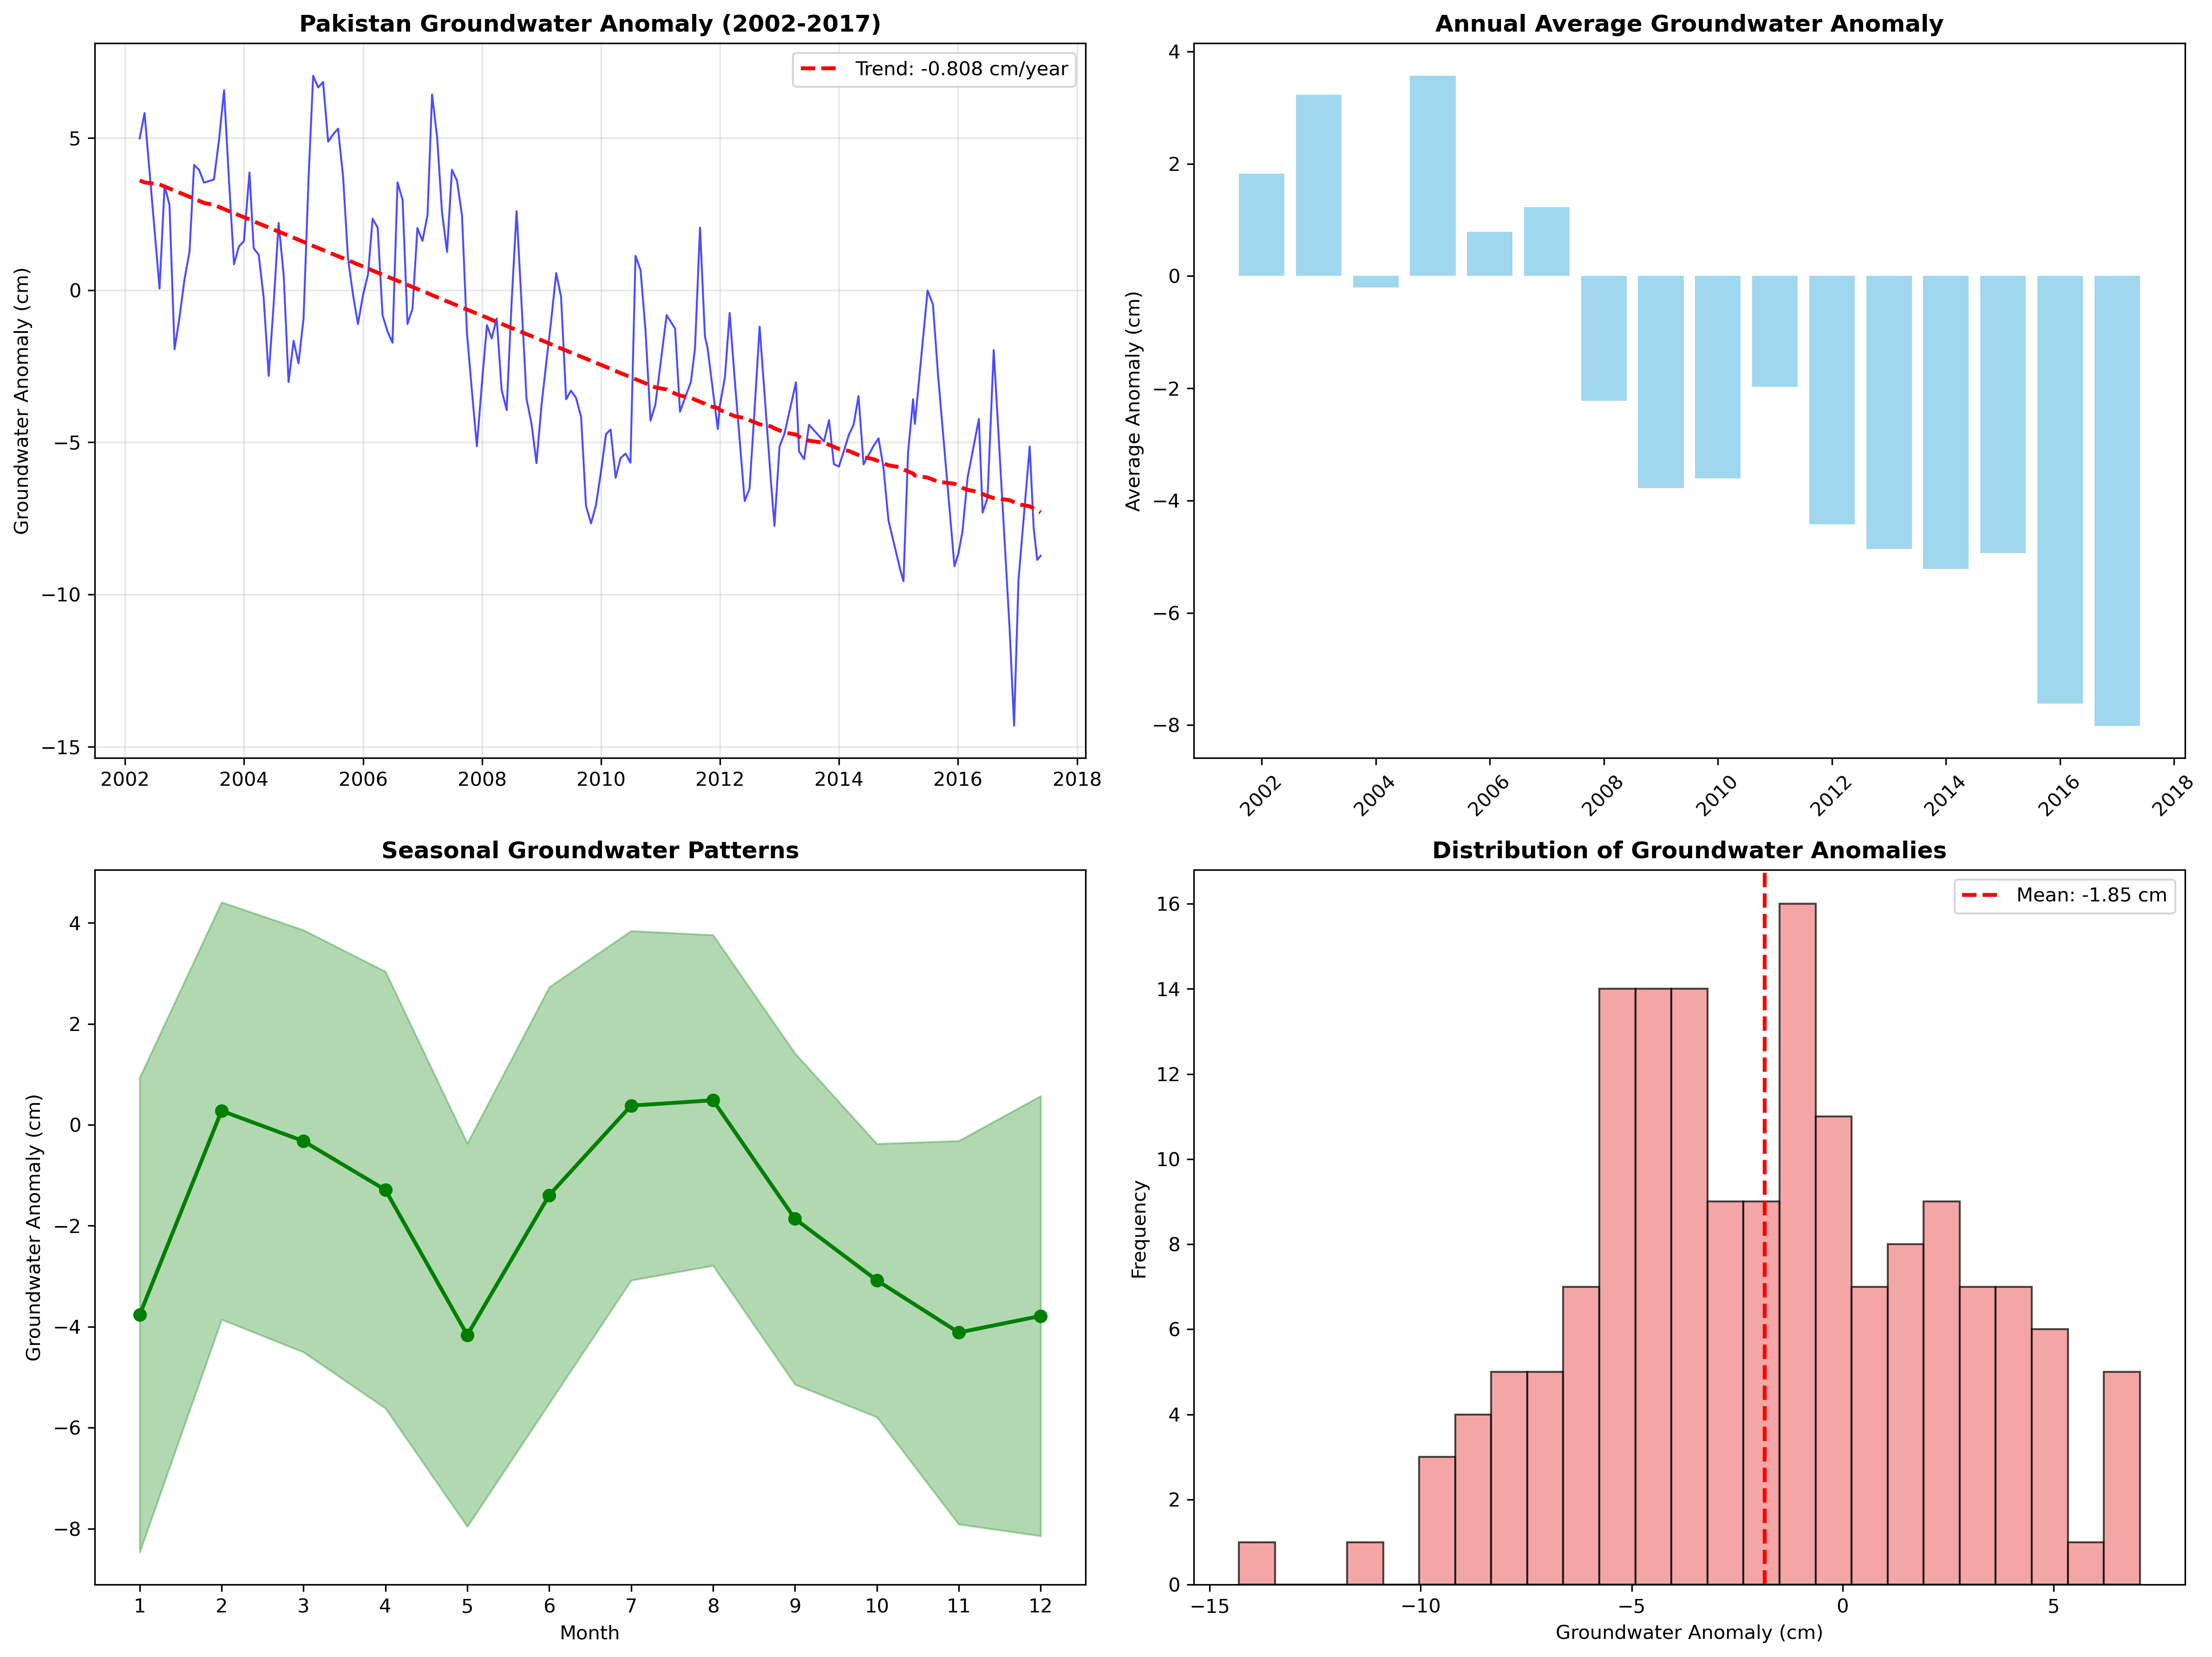 Pakistan Groundwater Anomaly (2002-2017)
Trend: -0.808 cm/year
Groundwater Anomaly (cm)
5
0
−5
−10
−15
2002 2004 2006 2008 2010 2012 2014 2016 2018
Annual Average Groundwater Anomaly
Average Anomaly (cm)
4
2
0
−2
−4
−6
−8
2002 2004 2006 2008 2010 2012 2014 2016 2018
Seasonal Groundwater Patterns
Groundwater Anomaly (cm)
4
2
0
−2
−4
−6
−8
1 2 3 4 5 6 7 8 9 10 11 12
Month
Distribution of Groundwater Anomalies
Mean: -1.85 cm
Frequency
16
14
12
10
8
6
4
2
0
−15 −10 −5 0 5
Groundwater Anomaly (cm)